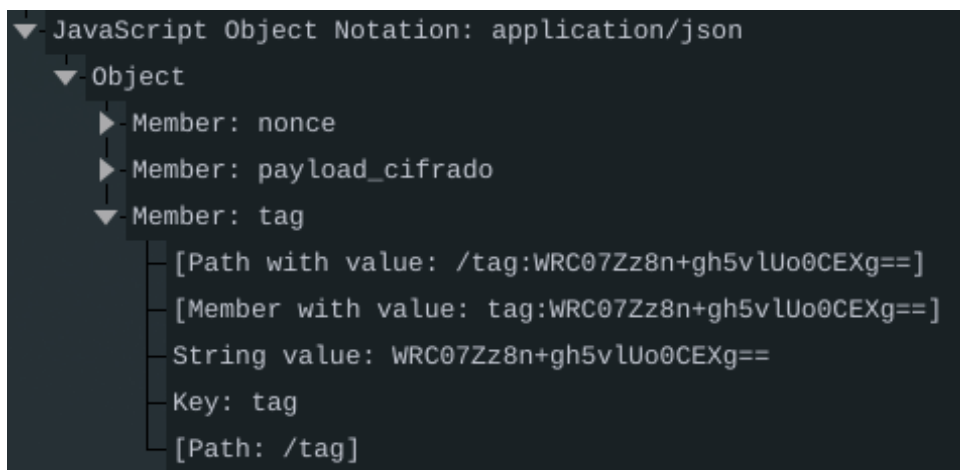 JavaScript Object Notation: application/json
Object
Member: nonce
Member: payload_cifrado
Member: tag
[Path with value: /tag:WRC07Zz8n+gh5vlUo0CEXg==]
[Member with value: tag:WRC07Zz8n+gh5vlUo0CEXg==]
String value: WRC07Zz8n+gh5vlUo0CEXg==
Key: tag
[Path: /tag]